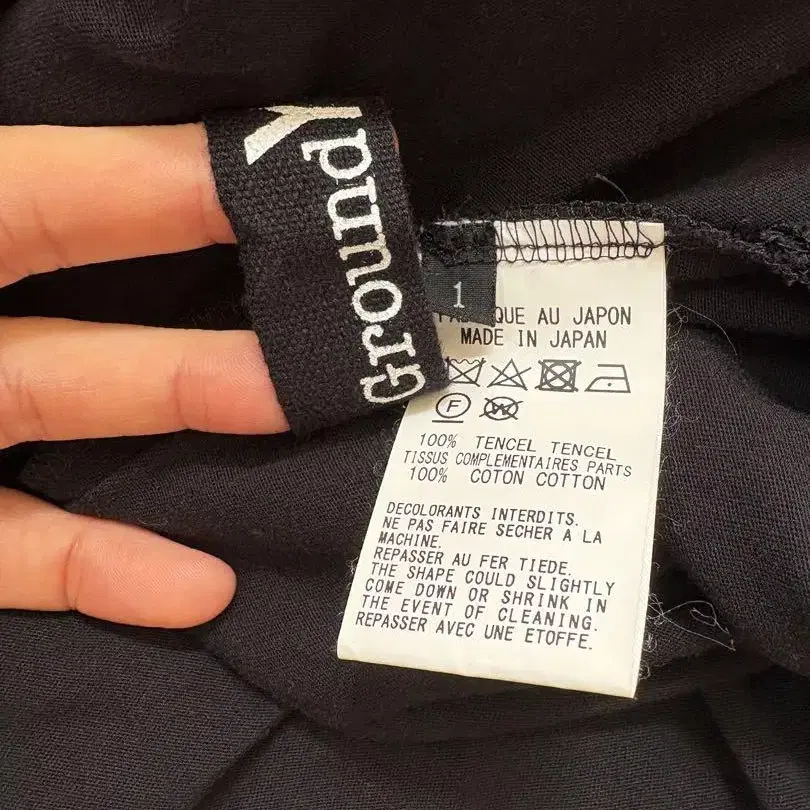 Ground Y
1
QUE AU JAPON
MADE IN JAPAN
F W
100% TENCEL TENCEL
TISSUS COMPLEMENTAIRES PARTS
100% COTON COTTON
DECOLORANTS INTERDITS.
NE PAS FAIRE SECHER A LA
MACHINE.
REPASSER AU FER TIEDE.
THE SHAPE COULD SLIGHTLY
COME DOWN OR SHRINK IN
THE EVENT OF CLEANING.
REPASSER AVEC UNE ETOFFE.